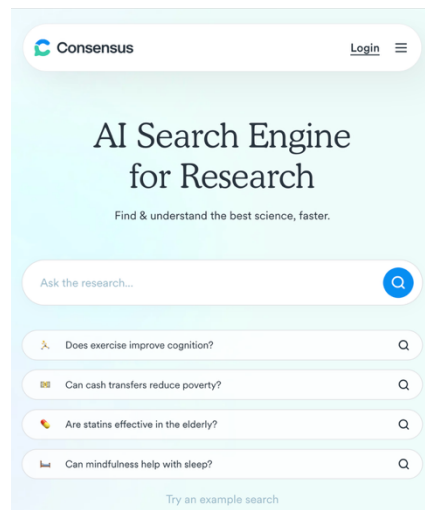 Consensus
Login
AI Search Engine
for Research
Find & understand the best science, faster.
Ask the research...
Does exercise improve cognition?
Can cash transfers reduce poverty?
Are statins effective in the elderly?
Can mindfulness help with sleep?
Try an example search